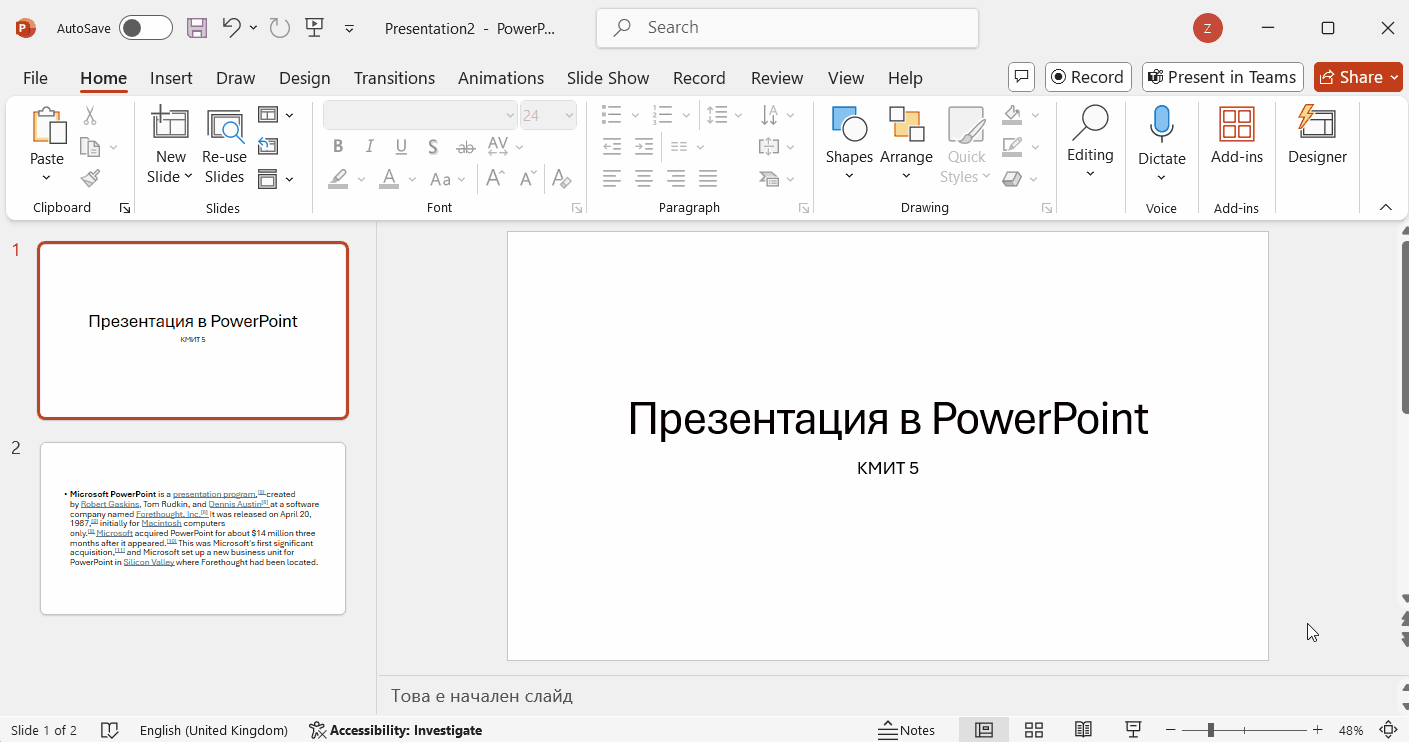 AutoSave
Presentation2 - PowerP...
Search
Z
File Home Insert Draw Design Transitions Animations Slide Show Record Review View Help
Record
Present in Teams
Share
Paste
New Slide
Re-use Slides
24
Shapes
Arrange
Quick Styles
Editing
Dictate
Add-ins
Designer
Clipboard
Slides
Font
Paragraph
Drawing
Voice
Add-ins
1
Презентация в PowerPoint
КМИТ 5
2
• Microsoft PowerPoint is a presentation program,[8] created
by Robert Gaskins, Tom Rudkin, and Dennis Austin[8] at a software
company named Forethought, Inc.[8] It was released on April 20,
1987,[9] initially for Macintosh computers
only.[8] Microsoft acquired PowerPoint for about $14 million three
months after it appeared.[10] This was Microsoft's first significant
acquisition,[11] and Microsoft set up a new business unit for
PowerPoint in Silicon Valley where Forethought had been located.
Презентация в PowerPoint
КМИТ 5
Това е начален слайд
Slide 1 of 2
English (United Kingdom)
Accessibility: Investigate
Notes
48%